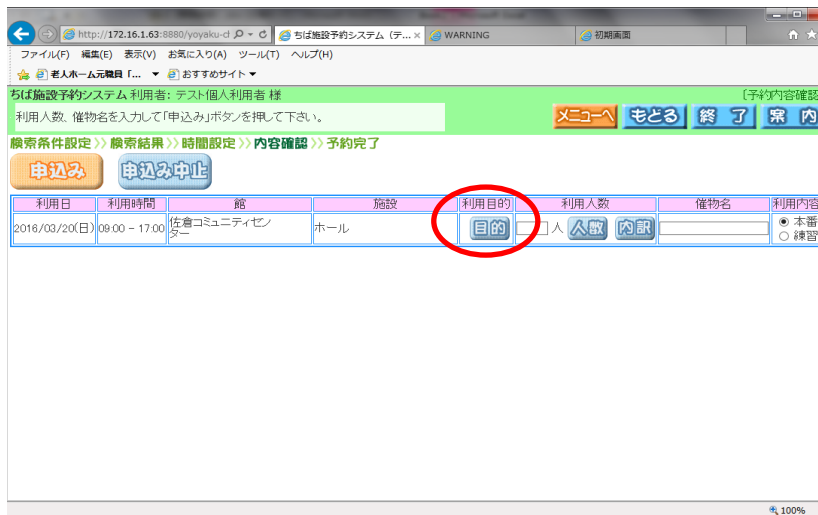 http://172.16.1.63:8880/yoyaku-cl
ちば施設予約システム (テ... ×
WARNING
初期画面
ファイル(F) 編集(E) 表示(V) お気に入り(A) ツール(T) ヘルプ(H)
老人ホーム元職員「... ▼ おすすめサイト ▼
ちば施設予約システム 利用者: テスト個人利用者 様 [予約内容確認
利用人数、催物名を入力して「申込み」ボタンを押して下さい。 メニューへ もどる 終 了 案 内
検索条件設定 〉〉 検索結果 〉〉 時間設定 〉〉 内容確認 〉〉 予約完了
申込み 申込み中止
利用日 利用時間 館 施設 利用目的 利用人数 催物名 利用内容
2016/03/20(日) 09:00 - 17:00 佐倉コミュニティセンター ホール 目的 人 人数 内訳 本番
練習
100%